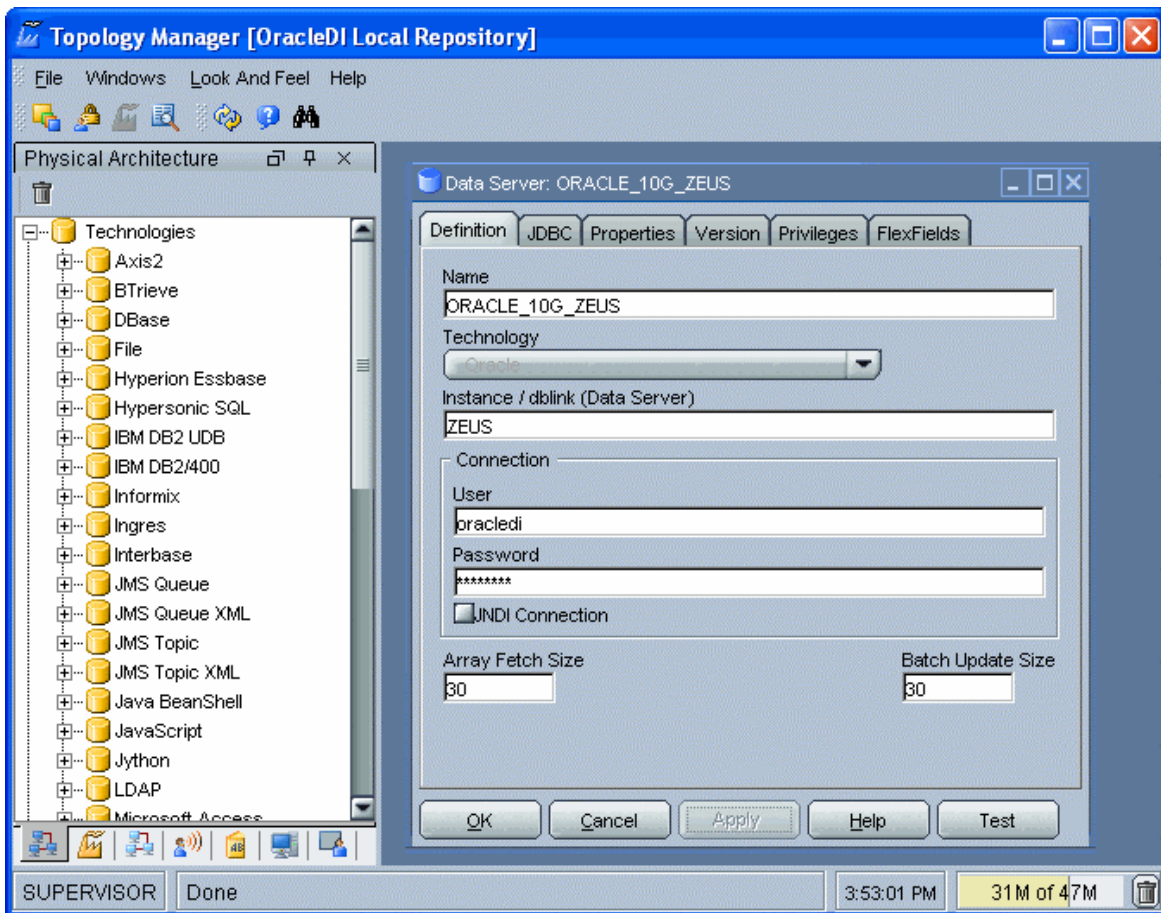 Topology Manager [OracleDI Local Repository]
File Windows Look And Feel Help
Physical Architecture
Technologies
Axis2
BTrieve
DBase
File
Hyperion Essbase
Hypersonic SQL
IBM DB2 UDB
IBM DB2/400
Informix
Ingres
Interbase
JMS Queue
JMS Queue XML
JMS Topic
JMS Topic XML
Java BeanShell
JavaScript
Jython
LDAP
Microsoft Access
Data Server: ORACLE_10G_ZEUS
Definition JDBC Properties Version Privileges FlexFields
Name
ORACLE_10G_ZEUS
Technology
Oracle
Instance / dblink (Data Server)
ZEUS
Connection
User
oracledi
Password
********
JNDI Connection
Array Fetch Size Batch Update Size
30 30
OK Cancel Apply Help Test
SUPERVISOR Done 3:53:01 PM 31M of 47M